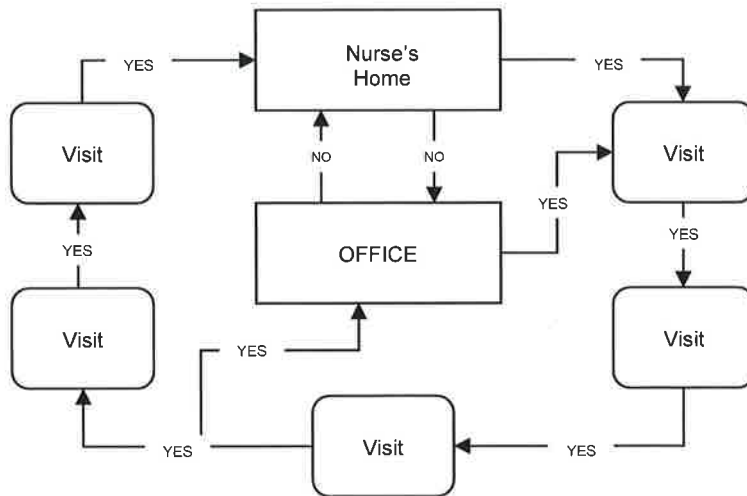 Nurse's
Home
YES
YES
Visit
Visit
NO
NO
YES
YES
YES
OFFICE
Visit
Visit
YES
YES
Visit
YES